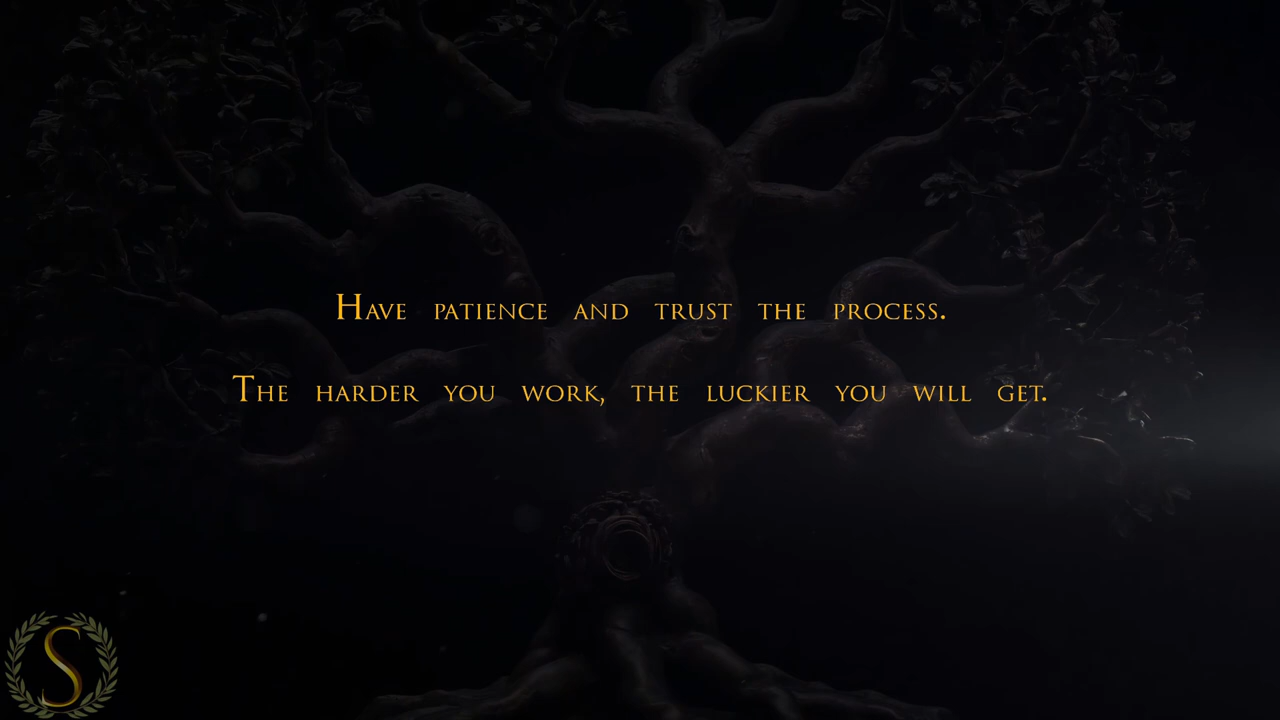 Have patience and trust the process.
The harder you work, the luckier you will get.
S